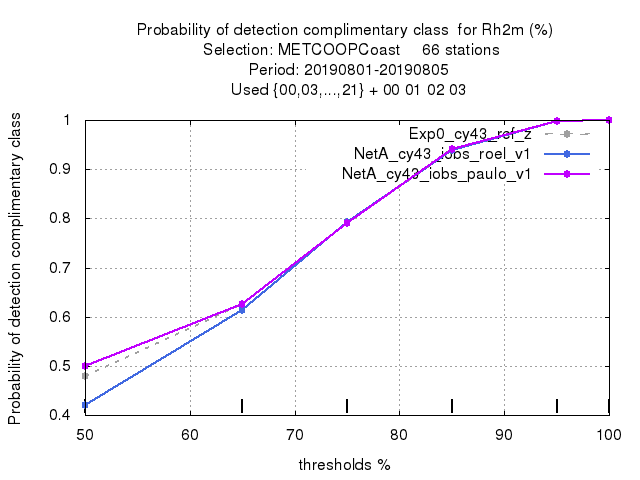 Probability of detection complimentary class  for Rh2m (%)
Selection: METCOOPCoast     66 stations
Period: 20190801-20190805
Used {00,03,...,21} + 00 01 02 03
Probability of detection complimentary class
1
0.9
0.8
0.7
0.6
0.5
0.4
Exp0_cy43_ref_z
NetA_cy43_iobs_roel_v1
NetA_cy43_iobs_paulo_v1
50 60 70 80 90 100
thresholds %